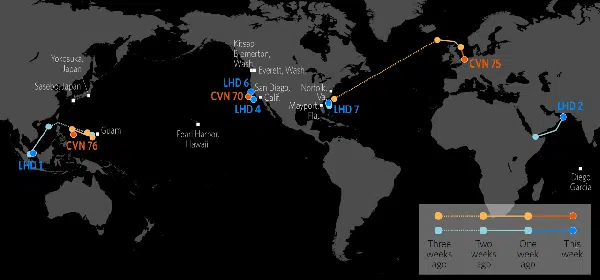 Kitsap
Bremerton,
Wash.
Everett, Wash.
Yokosuka,
Japan
Sasebo, Japan
LHD 6
San Diego,
Calif.
CVN 70
LHD 4
Norfolk,
Va.
Mayport,
Fla.
LHD 7
CVN 75
LHD 2
Guam
CVN 76
LHD 1
Pearl Harbor,
Hawaii
Diego
Garcia
Three
weeks
ago
Two
weeks
ago
One
week
ago
This
week